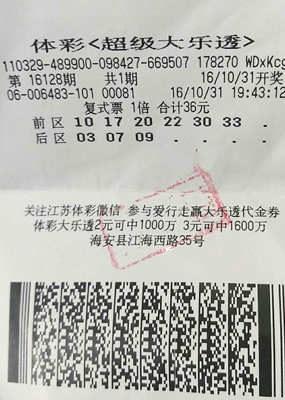 体彩<超级大乐透>
110329-489900-098427-669507 178270 WDxKcg
第 16128期 共1期 16/10/31开奖
06-006483-101 00081 16/10/31 19:43:12
复式票 1倍 合计36元
前区 10 17 20 22 30 33
后区 03 07 09
关注江苏体彩微信 参与爱行走赢大乐透代金券
体彩大乐透2元可中1000万 3元可中1600万
海安县江海西路35号